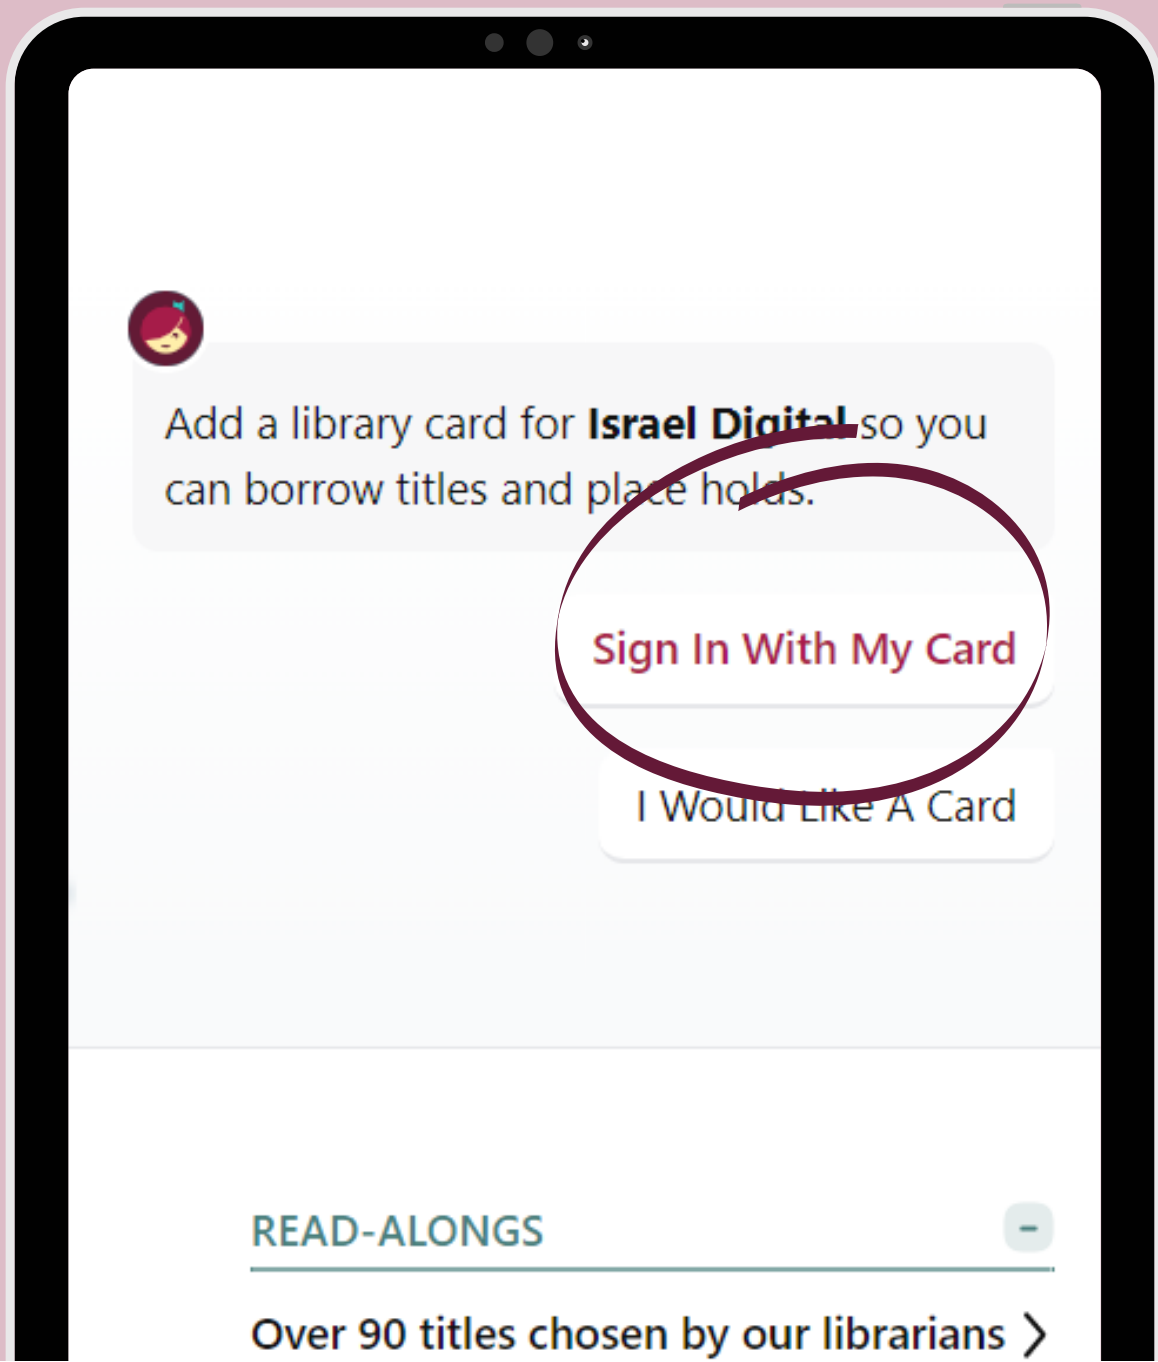 Add a library card for Israel Digital so you
can borrow titles and place holds.
Sign In With My Card
I Would Like A Card
READ-ALONGS
Over 90 titles chosen by our librarians